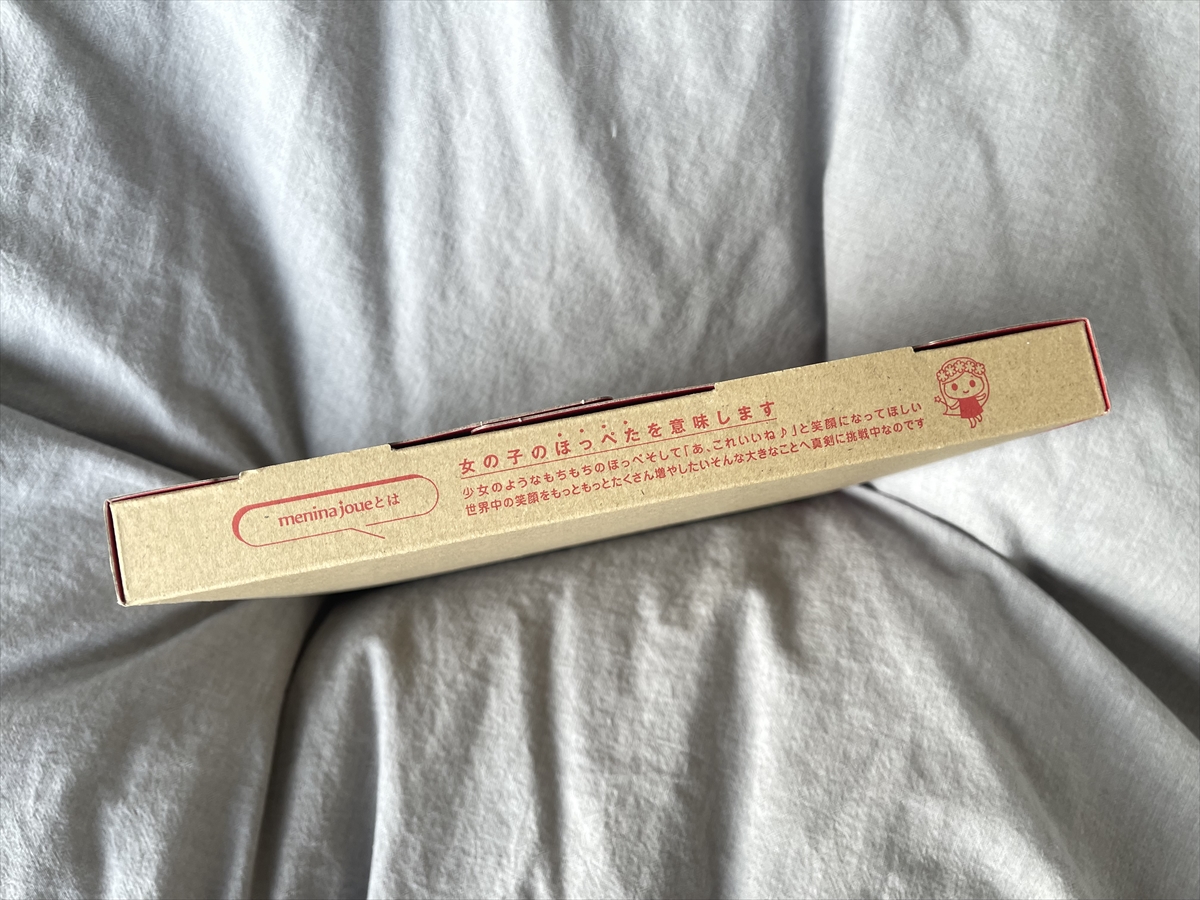 menina joueとは
女の子のほっぺたを意味します
少女のようなもちもちのほっぺそして「あ、これいいね♪」と笑顔になってほしい
世界中の笑顔をもっともっとたくさん増やしたいそんな大きなことへ真剣に挑戦中なのです